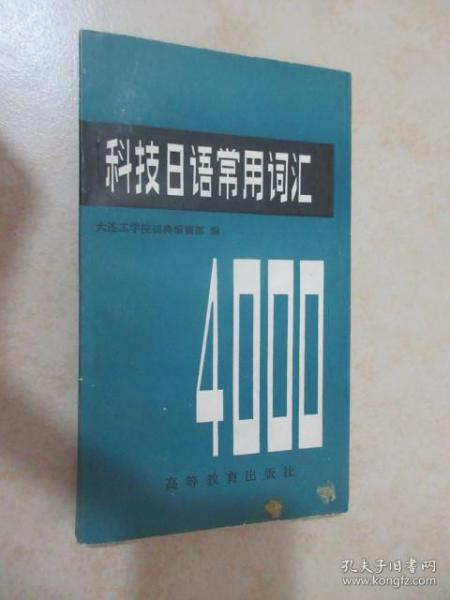 科技日语常用词汇
大连工学院词典编辑部 编
4000
高等教育出版社
孔夫子旧书网
www.kongfz.com